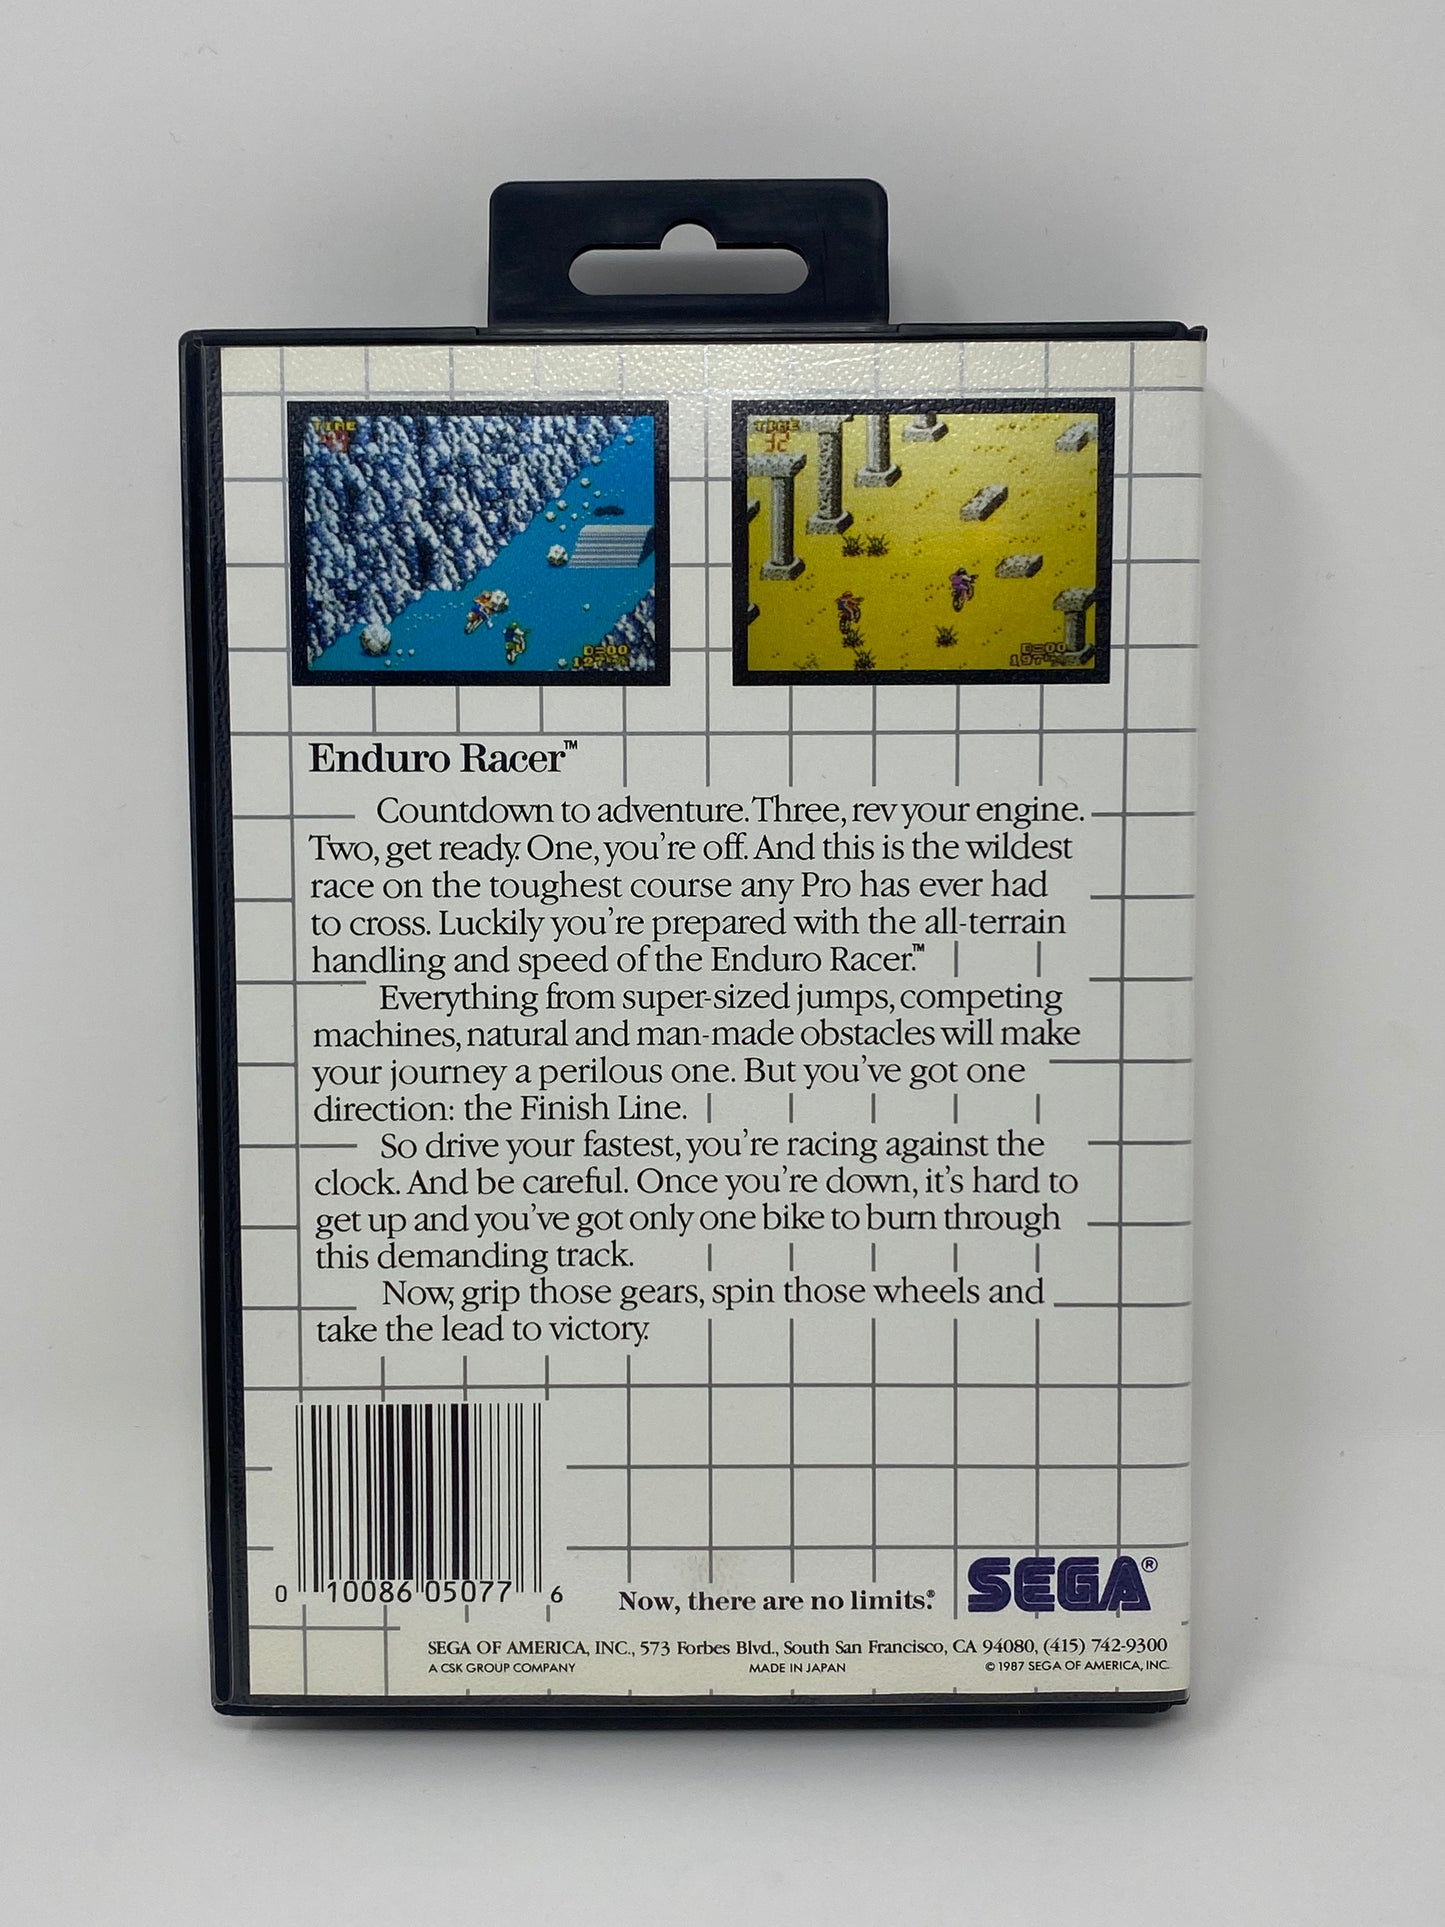 TIME
TIME
32
D=00
D=00
Enduro Racer™
Countdown to adventure. Three, rev your engine.
Two, get ready. One, you're off. And this is the wildest
race on the toughest course any Pro has ever had
to cross. Luckily you're prepared with the all-terrain
handling and speed of the Enduro Racer.™
Everything from super-sized jumps, competing
machines, natural and man-made obstacles will make
your journey a perilous one. But you've got one
direction: the Finish Line.
So drive your fastest, you're racing against the
clock. And be careful. Once you're down, it's hard to
get up and you've got only one bike to burn through
this demanding track.
Now, grip those gears, spin those wheels and
take the lead to victory.
0 10086 05077 6
Now, there are no limits.®
SEGA®
SEGA OF AMERICA, INC., 573 Forbes Blvd., South San Francisco, CA 94080, (415) 742-9300
A CSK GROUP COMPANY MADE IN JAPAN © 1987 SEGA OF AMERICA, INC.